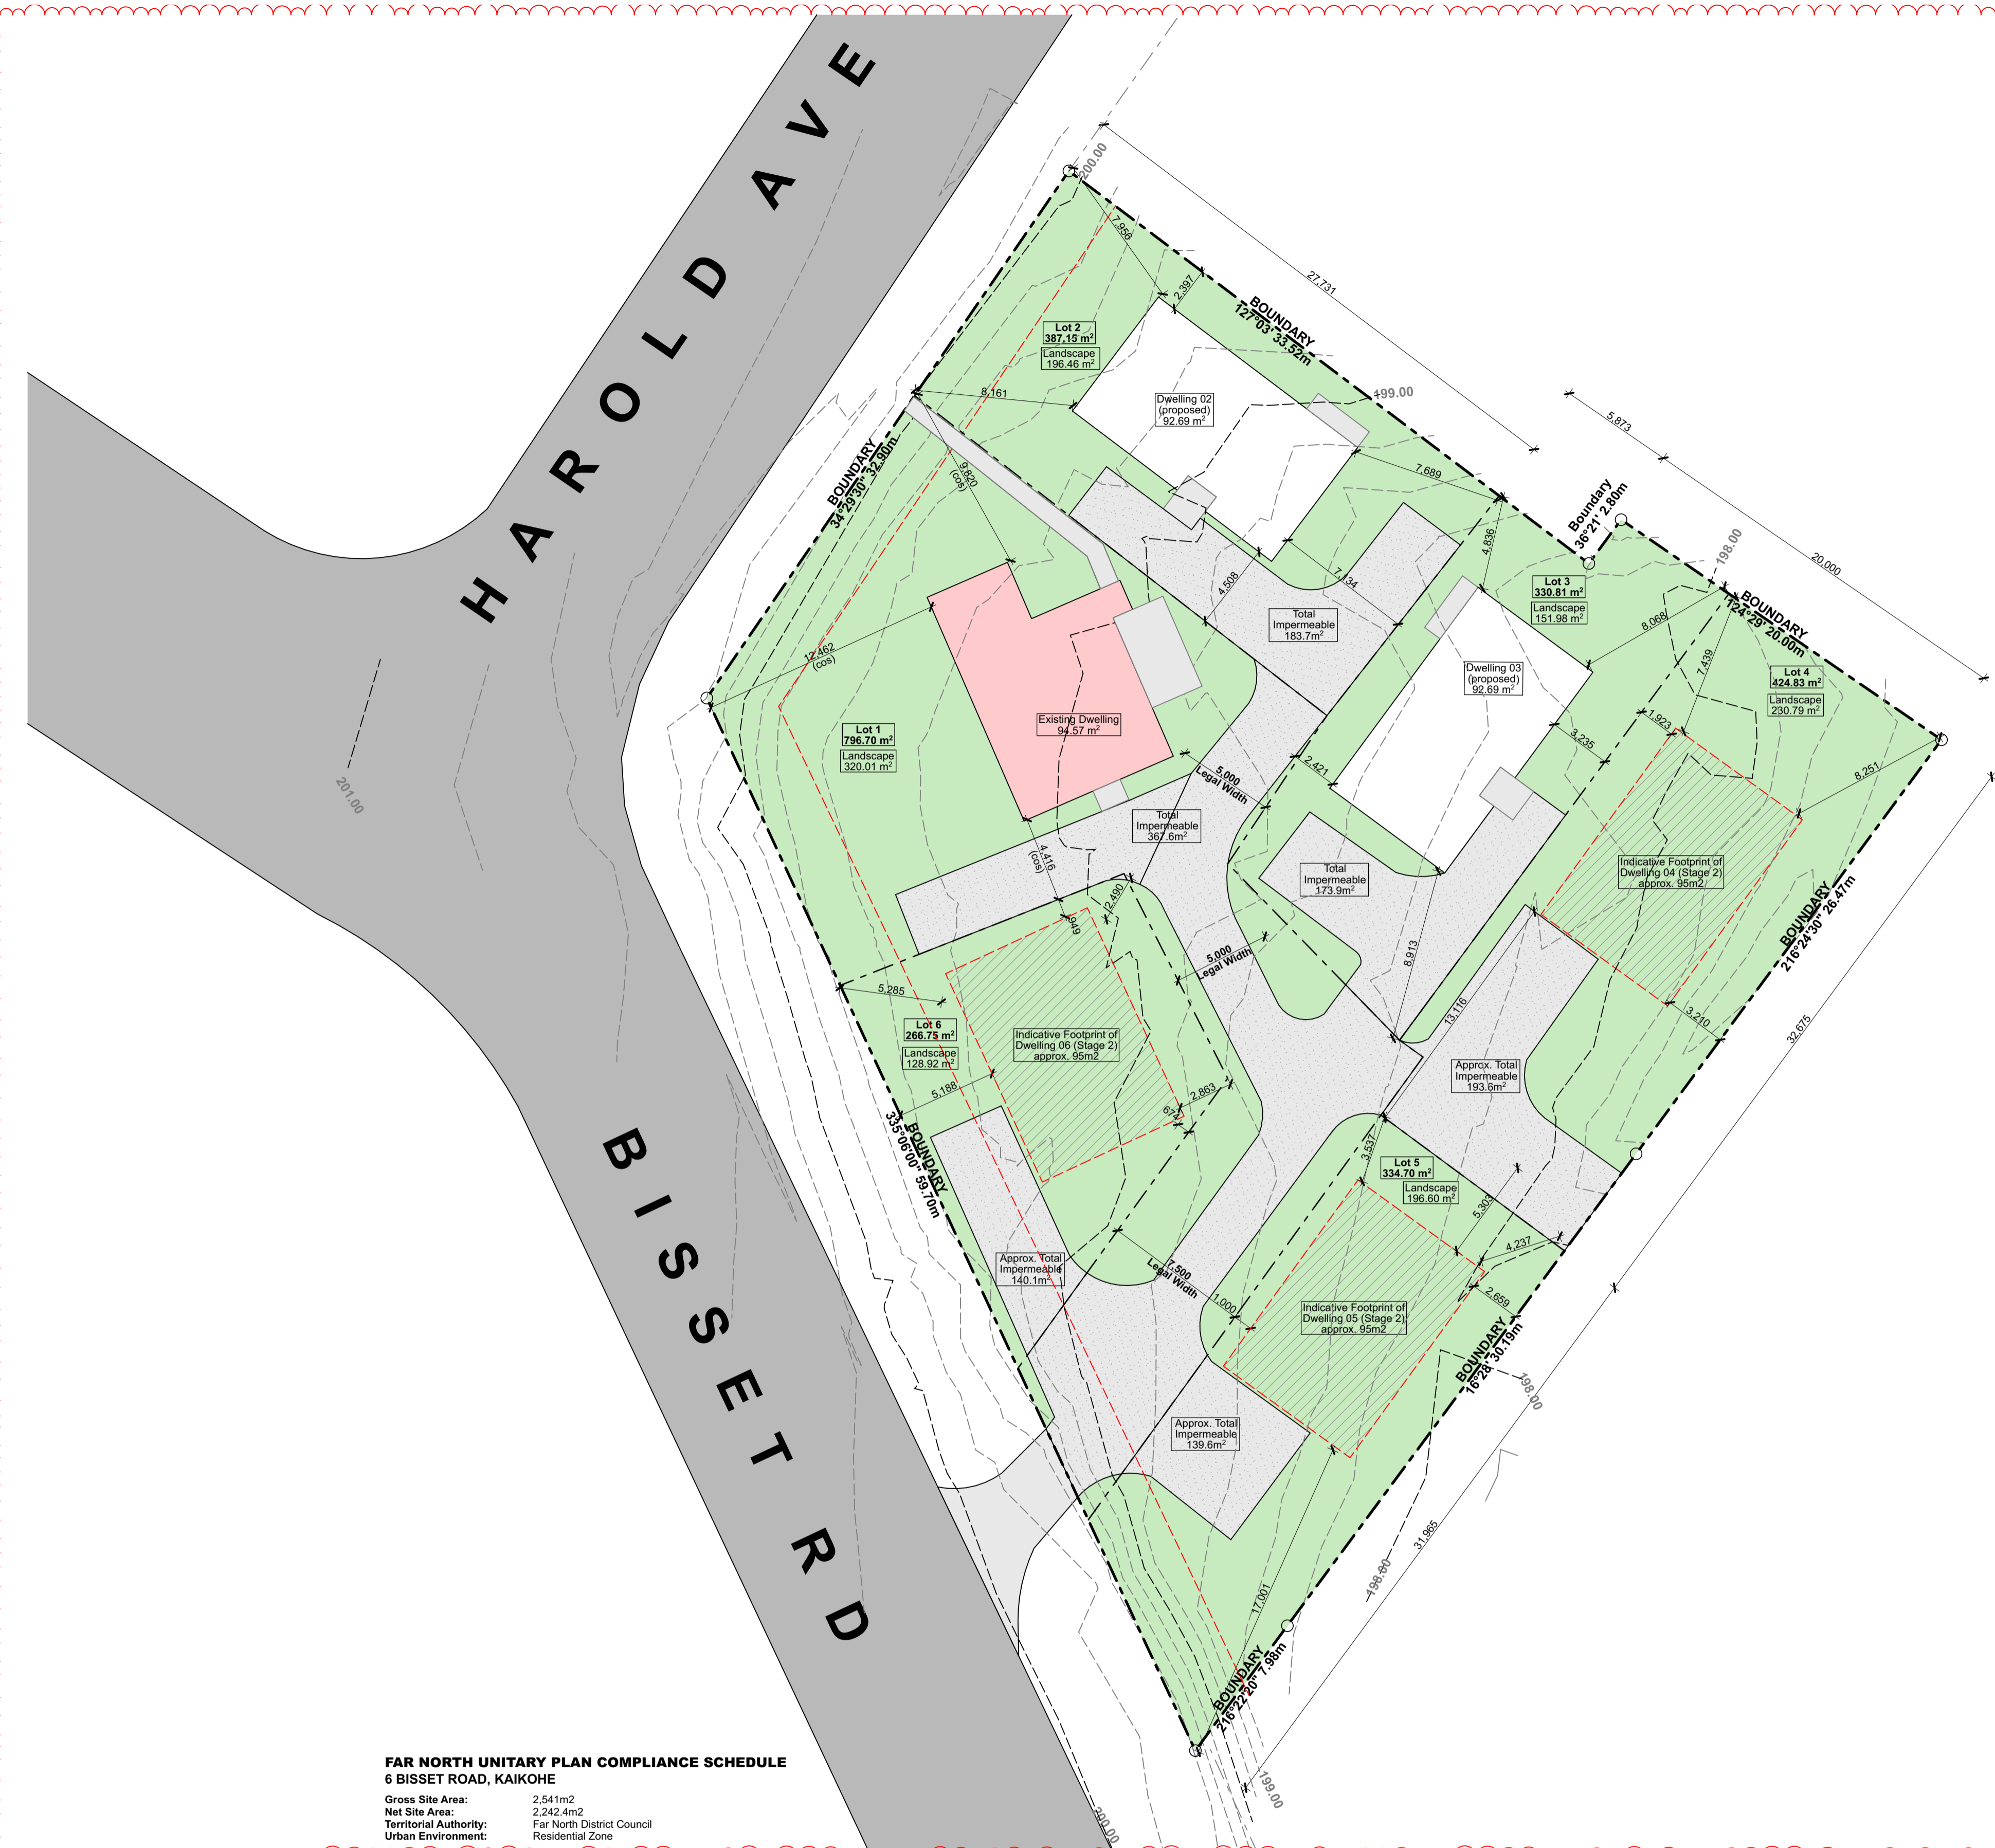 HAROLD AVE
BISSET RD
200.00
7,956
2,397
27,731
BOUNDARY
127°03' 33.52m
Lot 2
387.15 m²
Landscape
196.46 m²
8,161
Dwelling 02
(proposed)
92.69 m²
199.00
5,873
20,000
Boundary
36°21' 2.80m
BOUNDARY
34°29'30" 32.90m
9,820
(cos)
7,689
4,836
7,134
4,508
198.00
BOUNDARY
124°29' 20.00m
Lot 3
330.81 m²
Landscape
151.98 m²
Total
Impermeable
183.7m²
8,068
7,439
12,462
(cos)
Dwelling 03
(proposed)
92.69 m²
Lot 4
424.83 m²
Landscape
230.79 m²
Existing Dwelling
94.57 m²
Lot 1
796.70 m²
Landscape
320.01 m²
201.00
1,923
3,235
5,000
Legal Width
2,421
8,251
Total
Impermeable
367.6m²
4,416
(cos)
Total
Impermeable
173.9m²
Indicative Footprint of
Dwelling 04 (Stage 2)
approx. 95m2
2,490
949
BOUNDARY
216°24'30" 26.47m
5,000
Legal Width
8,913
5,285
13,116
3,210
32,675
Lot 6
266.75 m²
Landscape
128.92 m²
Indicative Footprint of
Dwelling 06 (Stage 2)
approx. 95m2
5,188
2,863
674
Approx. Total
Impermeable
193.6m²
BOUNDARY
335°06'00" 59.70m
3,537
Lot 5
334.70 m²
Landscape
196.60 m²
5,303
4,237
Approx. Total
Impermeable
140.1m²
7,500
Legal Width
1,000
2,659
Indicative Footprint of
Dwelling 05 (Stage 2)
approx. 95m2
BOUNDARY
16°28' 30.19m
198.00
Approx. Total
Impermeable
139.6m²
31,965
198.00
17,001
BOUNDARY
216°22'20" 7.98m
199.00
200.00
FAR NORTH UNITARY PLAN COMPLIANCE SCHEDULE
6 BISSET ROAD, KAIKOHE
Gross Site Area: 2,541m2
Net Site Area: 2,242.4m2
Territorial Authority: Far North District Council
Urban Environment: Residential Zone